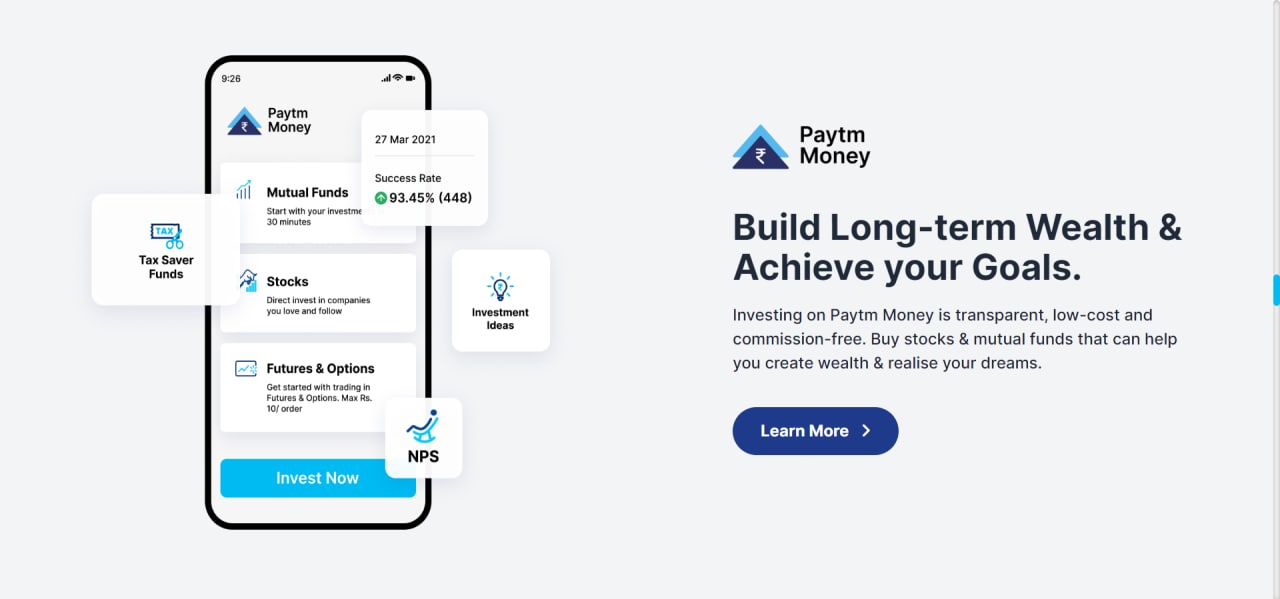 9:26
Paytm
Money
27 Mar 2021
Success Rate
93.45% (448)
Mutual Funds
Start with your investment in
30 minutes
TAX
Tax Saver
Funds
Stocks
Direct invest in companies
you love and follow
Investment
Ideas
Futures & Options
Get started with trading in
Futures & Options. Max Rs.
10/ order
NPS
Invest Now
₹ Paytm
Money
Build Long-term Wealth &
Achieve your Goals.
Investing on Paytm Money is transparent, low-cost and
commission-free. Buy stocks & mutual funds that can help
you create wealth & realise your dreams.
Learn More